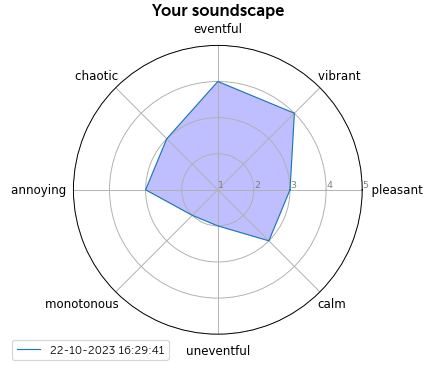 Your soundscape
eventful
chaotic
vibrant
annoying
1
2
3
4
5
pleasant
monotonous
calm
22-10-2023 16:29:41
uneventful